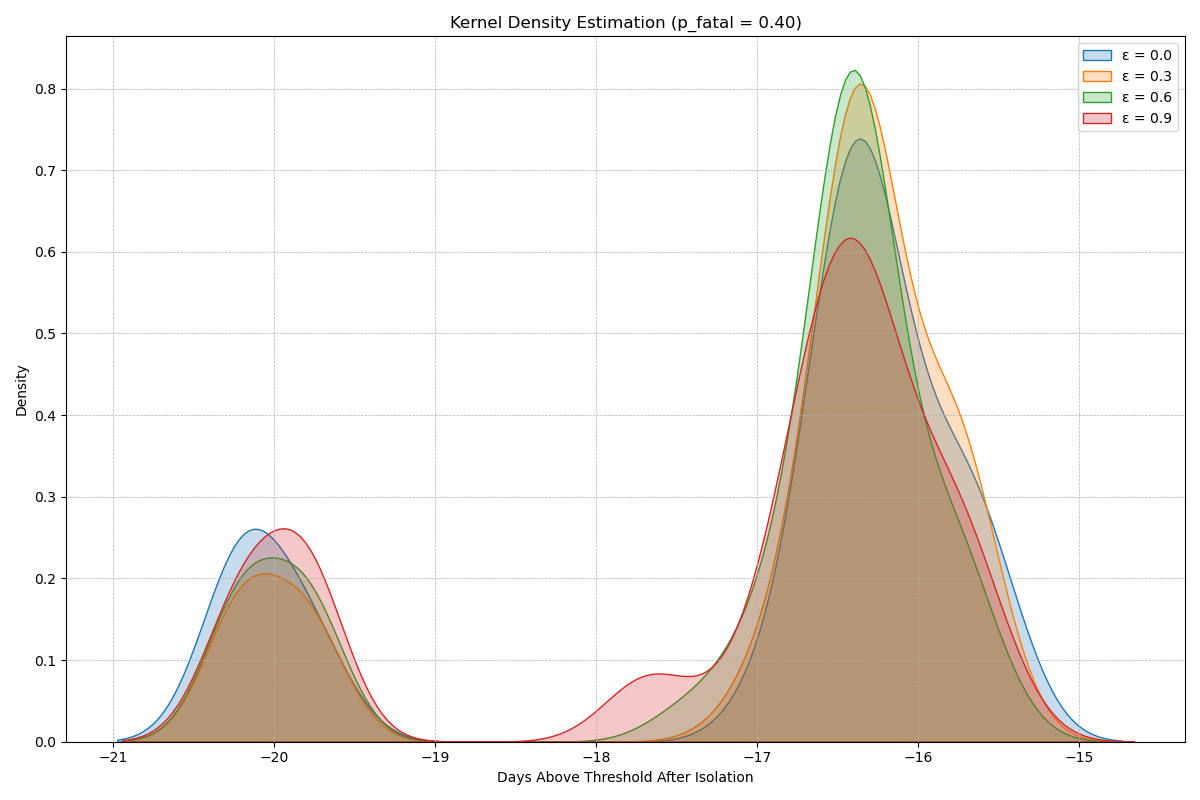 Kernel Density Estimation (p_fatal = 0.40)
ε = 0.0
ε = 0.3
ε = 0.6
ε = 0.9
Density
0.8
0.7
0.6
0.5
0.4
0.3
0.2
0.1
0.0
−21 −20 −19 −18 −17 −16 −15
Days Above Threshold After Isolation